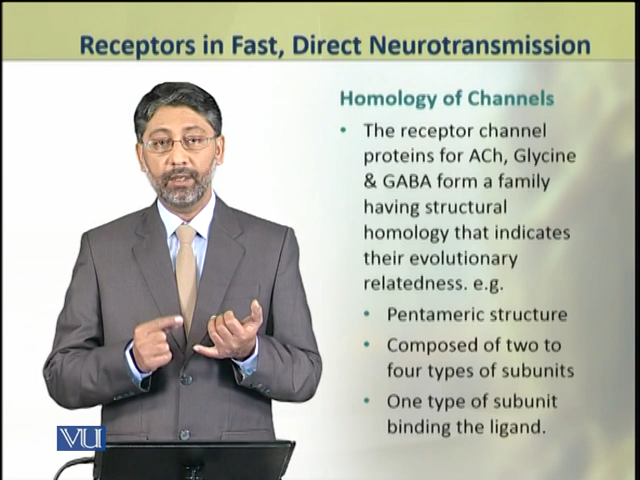 Receptors in Fast, Direct Neurotransmission
Homology of Channels
• The receptor channel
proteins for ACh, Glycine
& GABA form a family
having structural
homology that indicates
their evolutionary
relatedness. e.g.
• Pentameric structure
• Composed of two to
four types of subunits
• One type of subunit
binding the ligand.
VU